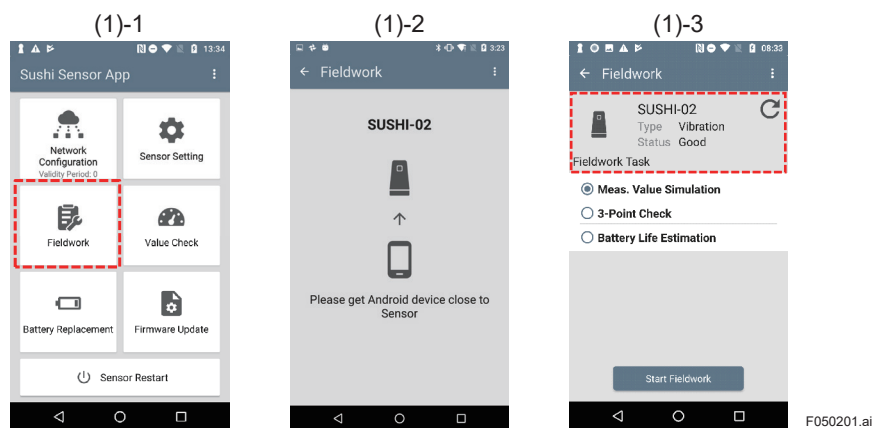 (1)-1
13:34
Sushi Sensor App
Network
Configuration
Validity Period: 0
Sensor Setting
Fieldwork
Value Check
Battery Replacement
Firmware Update
Sensor Restart
(1)-2
3:23
Fieldwork
SUSHI-02
Please get Android device close to
Sensor
(1)-3
08:33
Fieldwork
SUSHI-02
Type Vibration
Status Good
Fieldwork Task
Meas. Value Simulation
3-Point Check
Battery Life Estimation
Start Fieldwork
F050201.ai